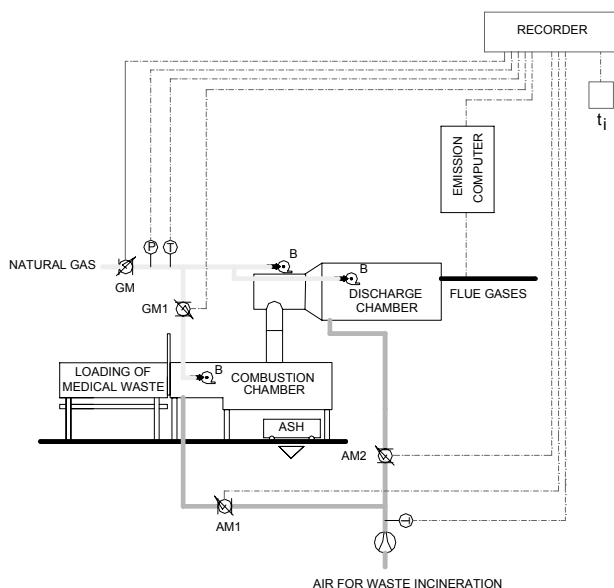 RECORDER
t i
EMISSION
COMPUTER
P
T
B
NATURAL GAS
GM
B
DISCHARGE
CHAMBER
FLUE GASES
GM1
LOADING OF
MEDICAL WASTE
B
COMBUSTION
CHAMBER
ASH
AM2
AM1
T
AIR FOR WASTE INCINERATION